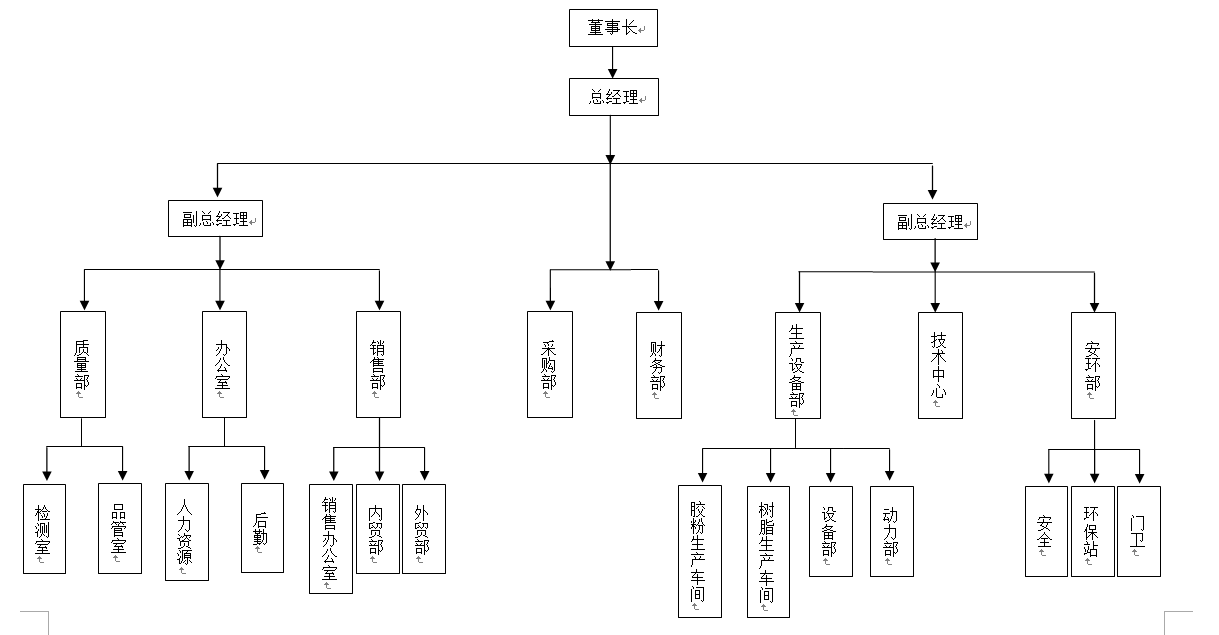 董事长
总经理
副总经理
副总经理
质量部
办公室
销售部
采购部
财务部
生产设备部
技术中心
安环部
检测室
品管室
人力资源
后勤
销售办公室
内贸部
外贸部
胶粉生产车间
树脂生产车间
设备部
动力部
安全
环保站
门卫